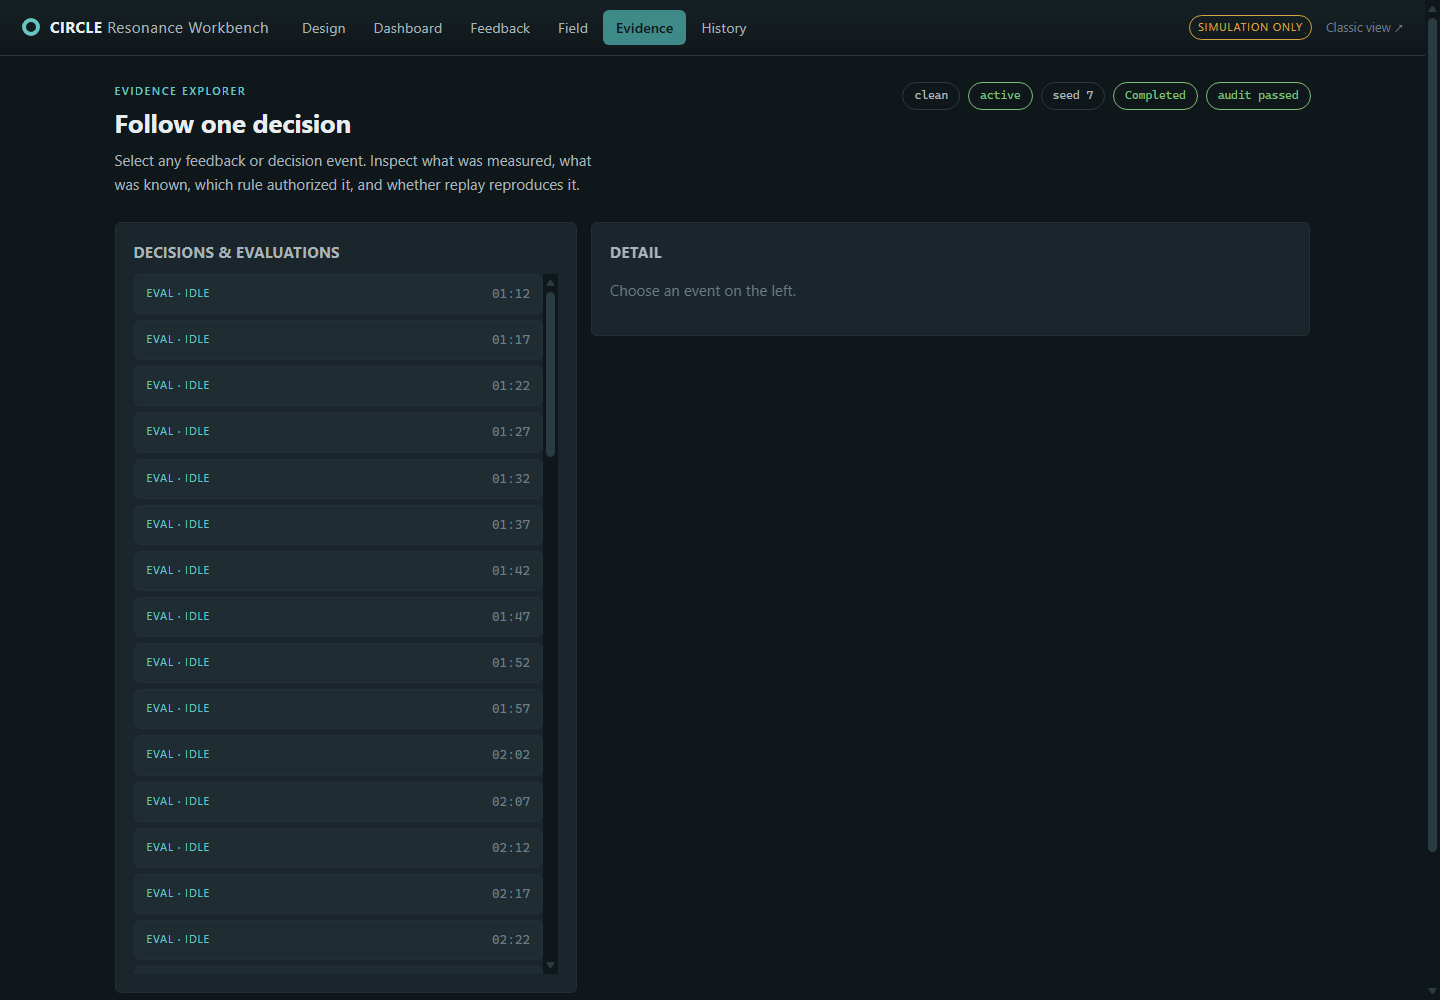 CIRCLE Resonance Workbench Design Dashboard Feedback Field Evidence History SIMULATION ONLY Classic view ↗
EVIDENCE EXPLORER
clean active seed 7 Completed audit passed
Follow one decision
Select any feedback or decision event. Inspect what was measured, what
was known, which rule authorized it, and whether replay reproduces it.
DECISIONS & EVALUATIONS
EVAL · IDLE 01:12
EVAL · IDLE 01:17
EVAL · IDLE 01:22
EVAL · IDLE 01:27
EVAL · IDLE 01:32
EVAL · IDLE 01:37
EVAL · IDLE 01:42
EVAL · IDLE 01:47
EVAL · IDLE 01:52
EVAL · IDLE 01:57
EVAL · IDLE 02:02
EVAL · IDLE 02:07
EVAL · IDLE 02:12
EVAL · IDLE 02:17
EVAL · IDLE 02:22
DETAIL
Choose an event on the left.